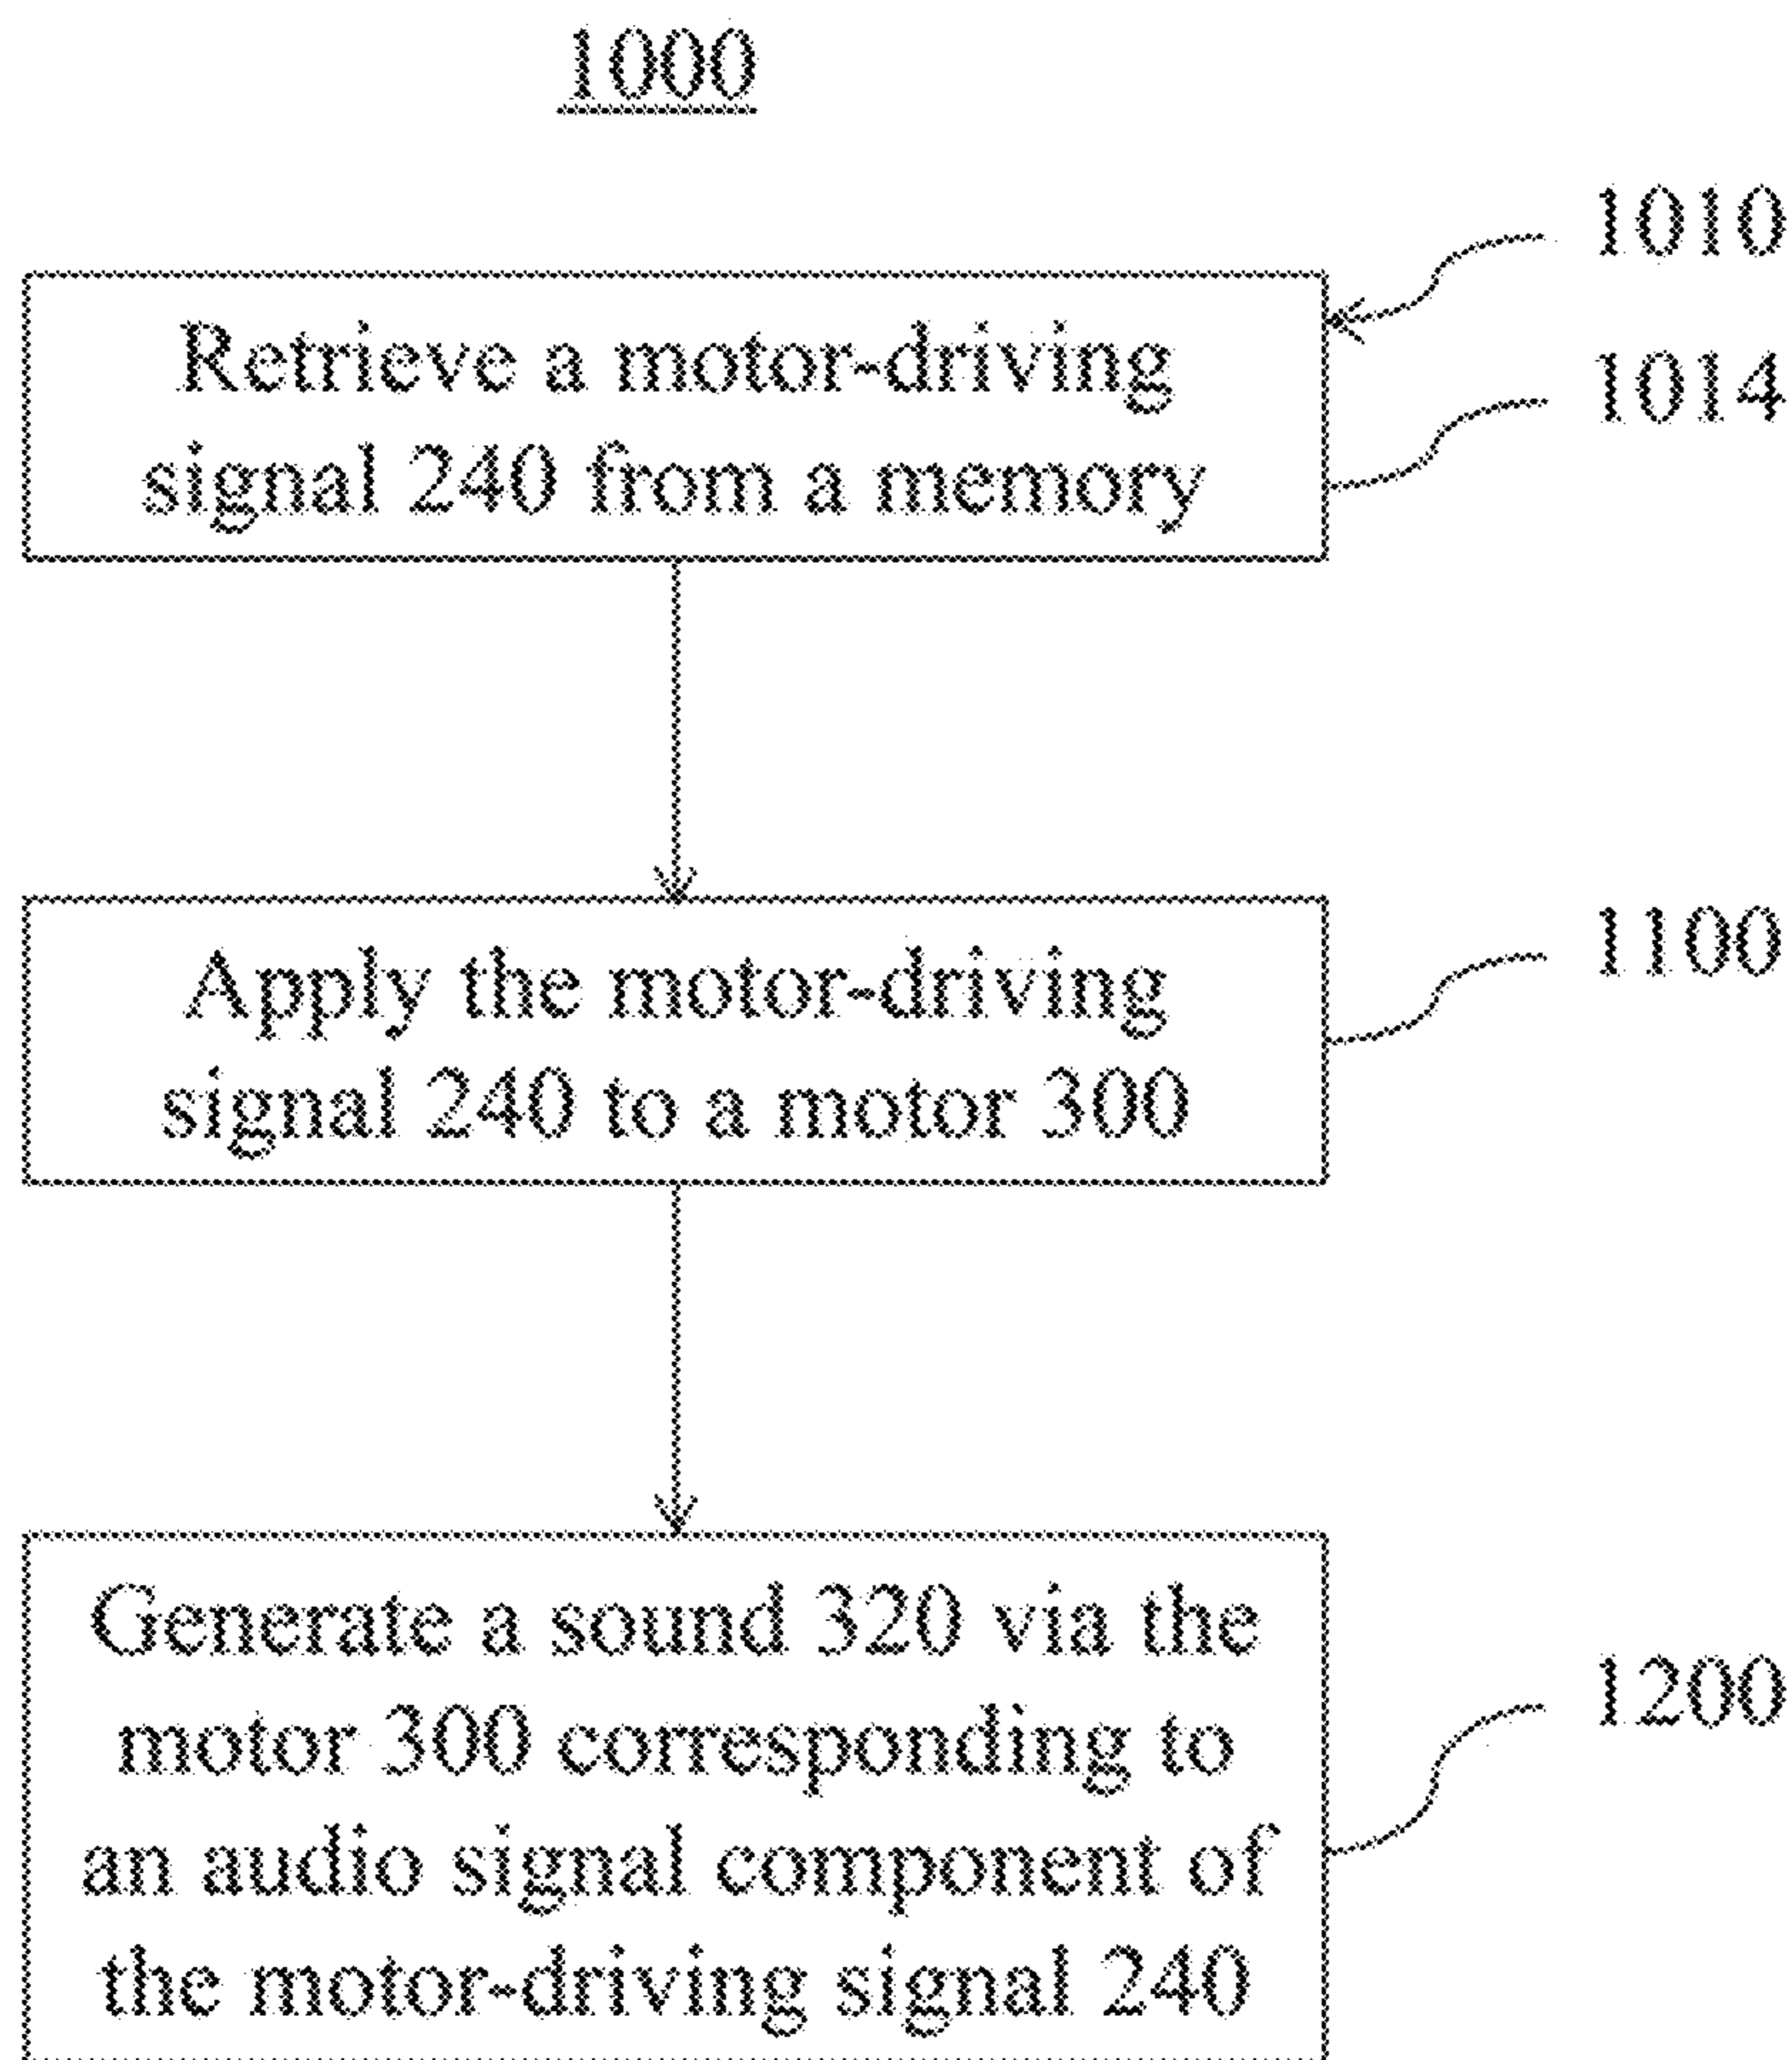 1000
1010
Retrieve a motor-driving
1014
signal 240 from a memory
Apply the motor-driving
1100
signal 240 to a motor 300
Generate a sound 320 via the
1200
motor 300 corresponding to
an audio signal component of
the motor-driving signal 240